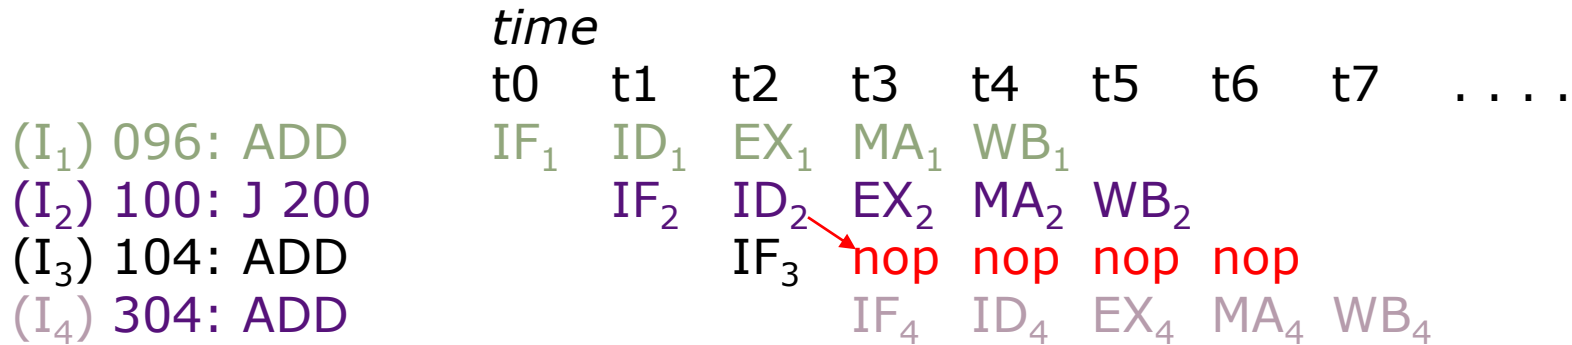 time
t0 t1 t2 t3 t4 t5 t6 t7 . . . .
(I₁) 096: ADD IF₁ ID₁ EX₁ MA₁ WB₁
(I₂) 100: J 200 IF₂ ID₂ EX₂ MA₂ WB₂
(I₃) 104: ADD IF₃ nop nop nop nop
(I₄) 304: ADD IF₄ ID₄ EX₄ MA₄ WB₄